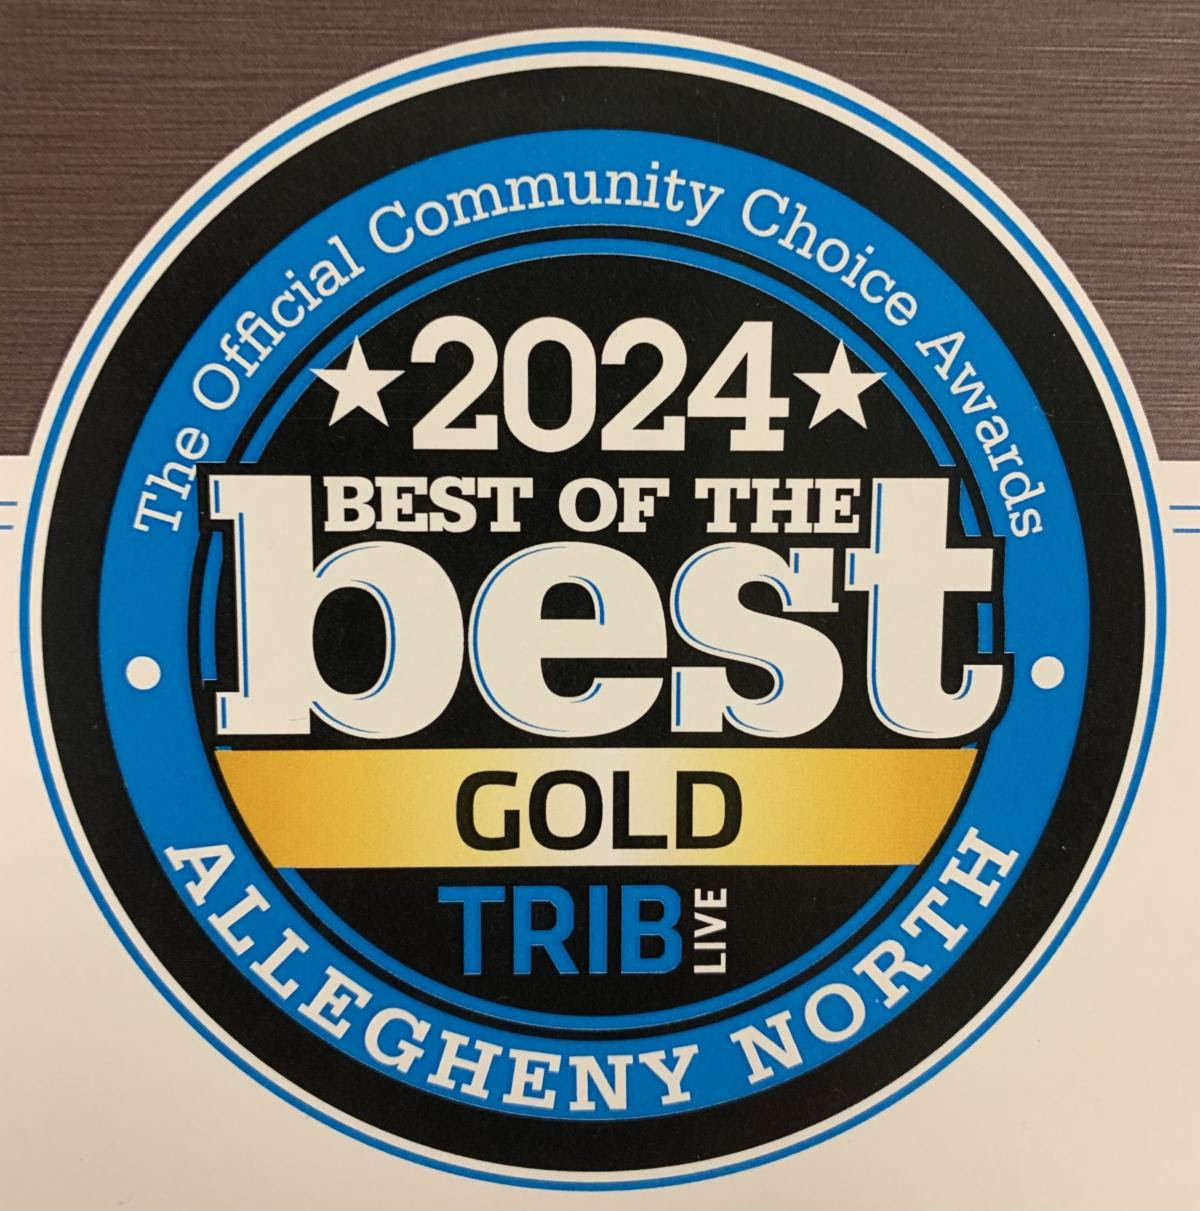 The Official Community Choice Awards
2024
BEST OF THE
best
GOLD
TRIB LIVE
ALLEGHENY NORTH